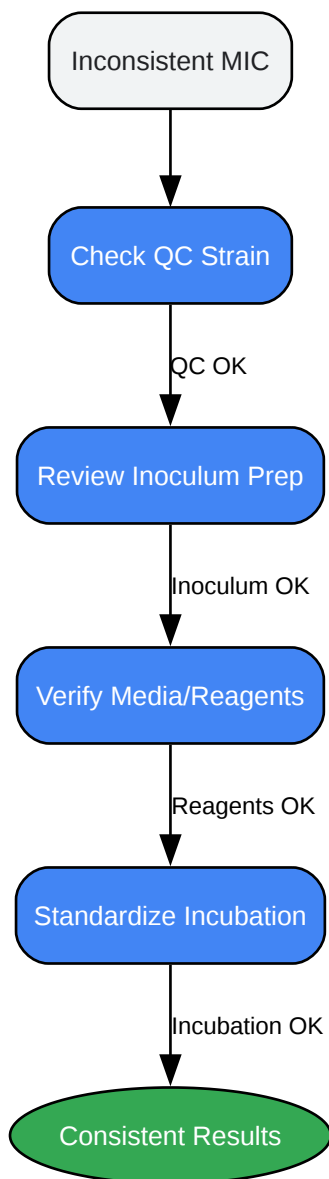 Inconsistent MIC
Check QC Strain
QC OK
Review Inoculum Prep
Inoculum OK
Verify Media/Reagents
Reagents OK
Standardize Incubation
Incubation OK
Consistent Results